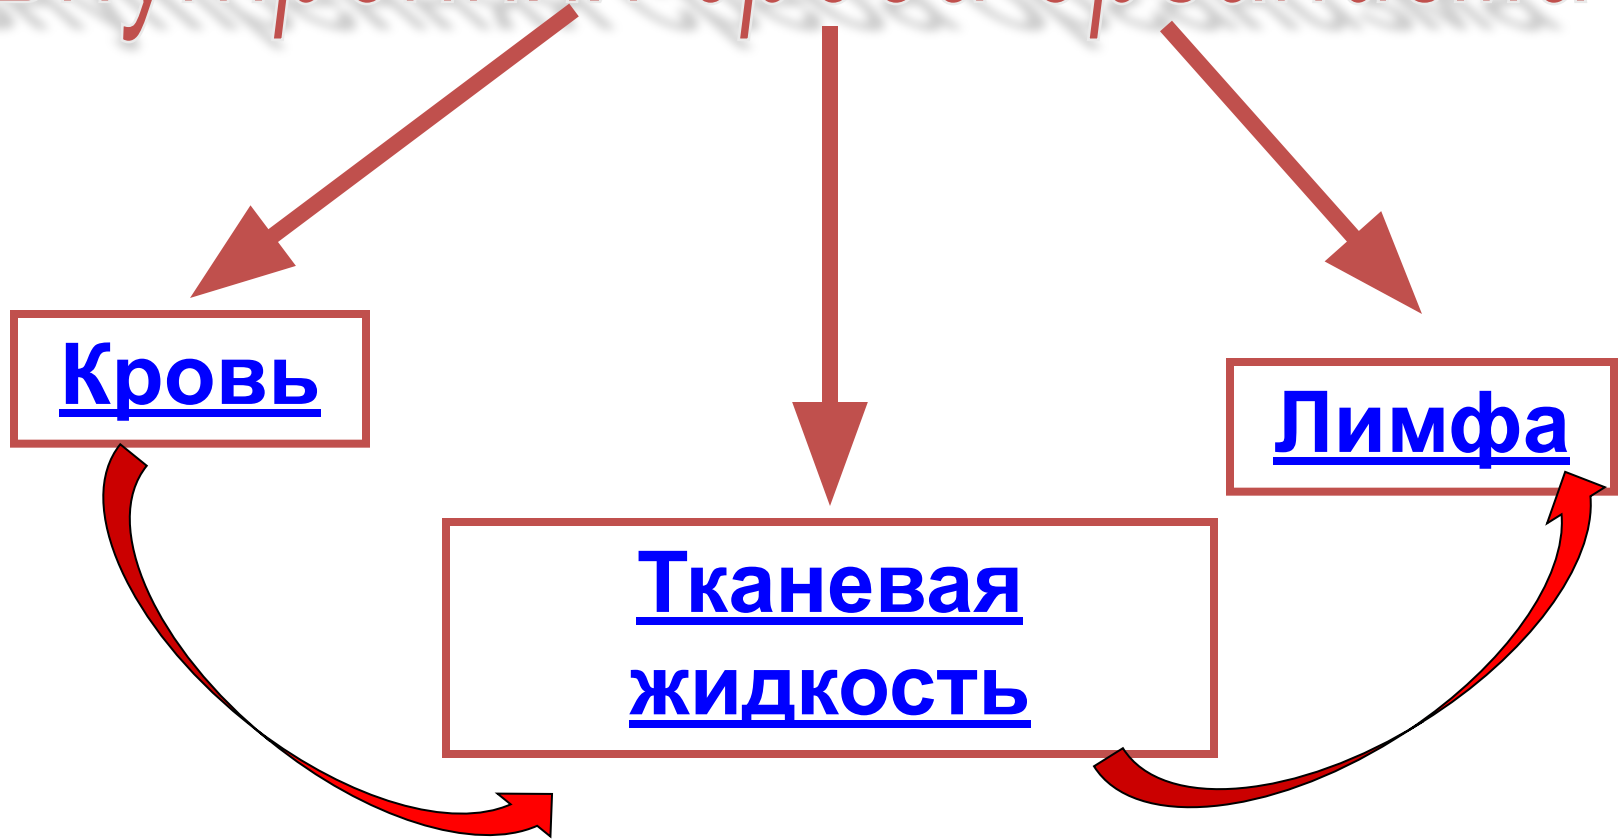 Кровь
Лимфа
Тканевая
жидкость